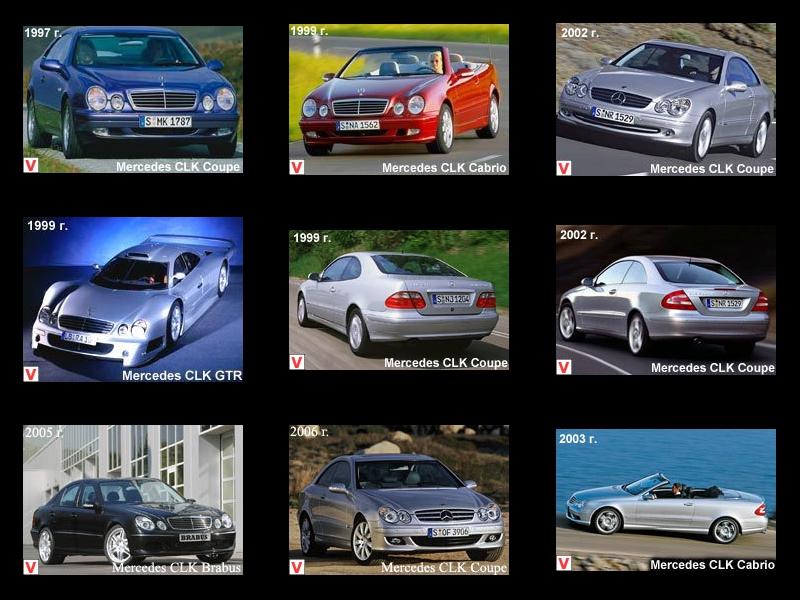 1997 г.
S MK 1787
V
Mercedes CLK Coupe
1999 г.
S NA 1562
V
Mercedes CLK Cabrio
2002 г.
S NR 1529
V
Mercedes CLK Coupe
1999 г.
V
Mercedes CLK GTR
1999 г.
S NJ 1204
V
Mercedes CLK Coupe
2002 г.
S NR 1529
V
Mercedes CLK Coupe
2005 г.
BRABUS
V
Mercedes CLK Brabus
2006 г.
S OF 3906
V
Mercedes CLK Coupe
2003 г.
V
Mercedes CLK Cabrio